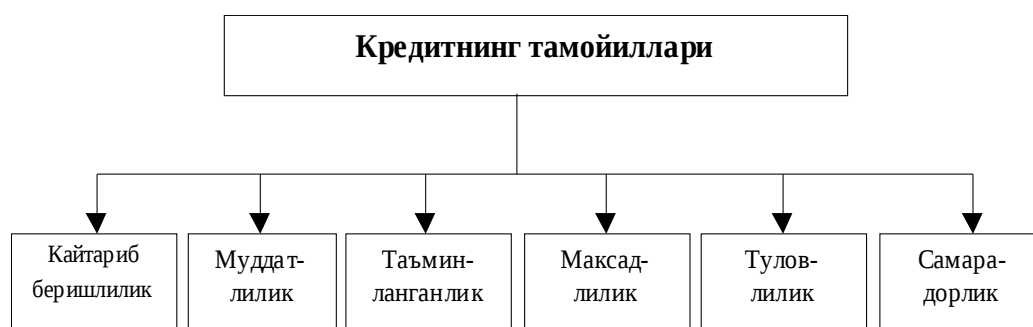 Кредитнинг тамойиллари
Кайтариб
беришлилик
Муддат-
лилик
Таъмин-
ланганлик
Максад-
лилик
Тулов-
лилик
Самара-
дорлик